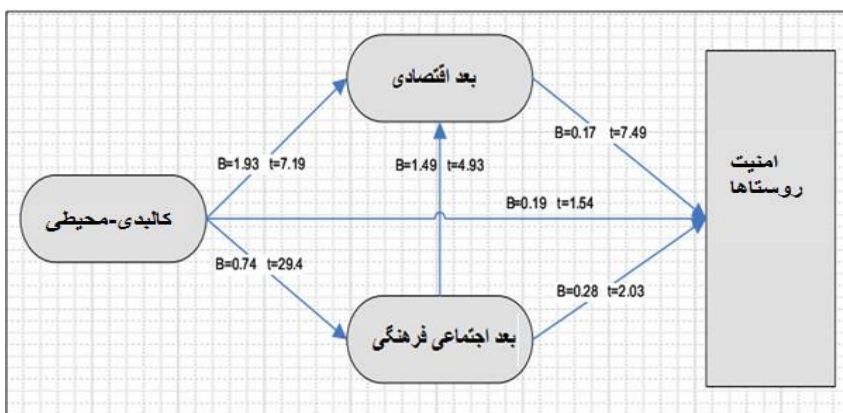 بعد اقتصادی
B=0.17 t=7.49
B=1.93 t=7.19
B=1.49 t=4.93
امنیت
روستاها
کالبدی-محیطی
B=0.19 t=1.54
B=0.74 t=29.4
B=0.28 t=2.03
بعد اجتماعی فرهنگی